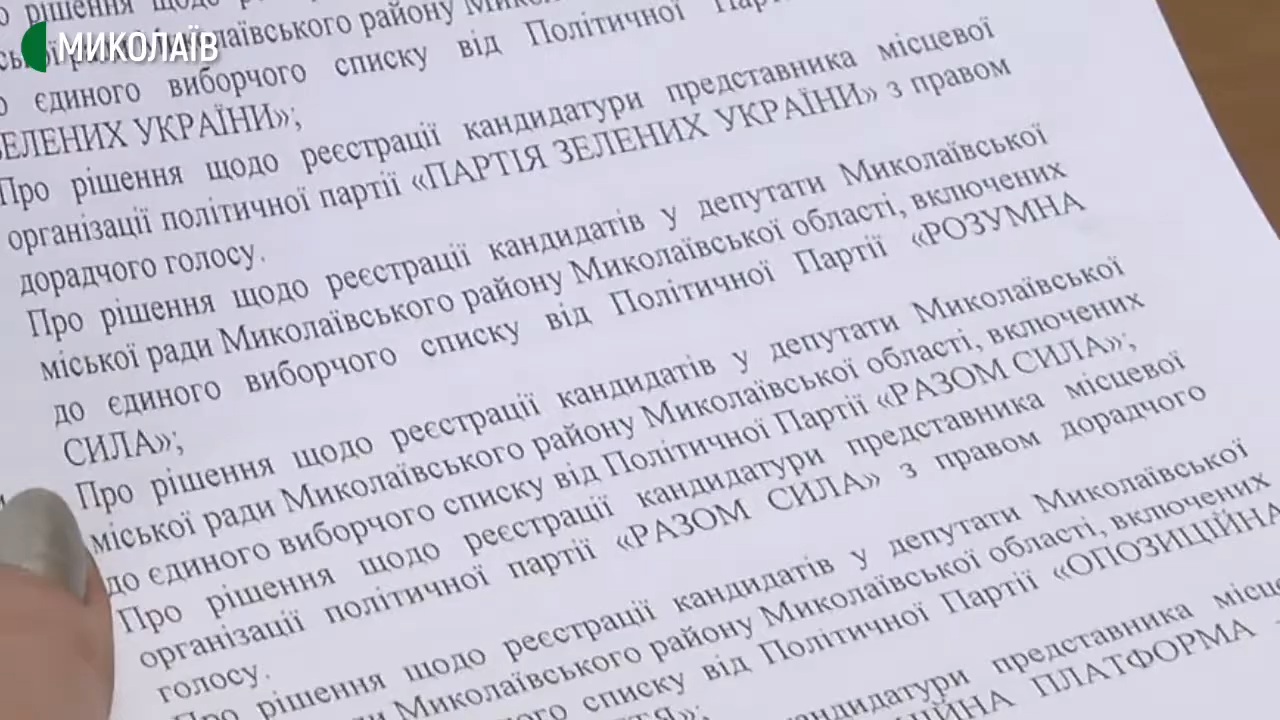 МИКОЛАЇВ
рішення щодо
району
єдиного виборчого списку від Політичної
ЗЕЛЕНИХ УКРАЇНИ»;
Про рішення щодо реєстрації кандидатури представника місцевої
організації політичної партії «ПАРТІЯ ЗЕЛЕНИХ УКРАЇНИ» з правом
дорадчого голосу.
Про рішення щодо реєстрації кандидатів у депутати Миколаївської
міської ради Миколаївського району Миколаївської області, включених
до єдиного виборчого списку від Політичної Партії «РОЗУМНА
СИЛА»;
Про рішення щодо реєстрації кандидатів у депутати Миколаївської
міської ради Миколаївського району Миколаївської області, включених
до єдиного виборчого списку від Політичної Партії «РАЗОМ СИЛА»;
Про рішення щодо реєстрації кандидатури представника місцевої
організації політичної партії «РАЗОМ СИЛА» з правом дорадчого
голосу.
Про рішення щодо реєстрації кандидатів у депутати Миколаївської
ради Миколаївського району Миколаївської області, включених
списку від Політичної Партії «ОПОЗИЦІЙНА
кандидатури представника
ПЛАТФОРМА –